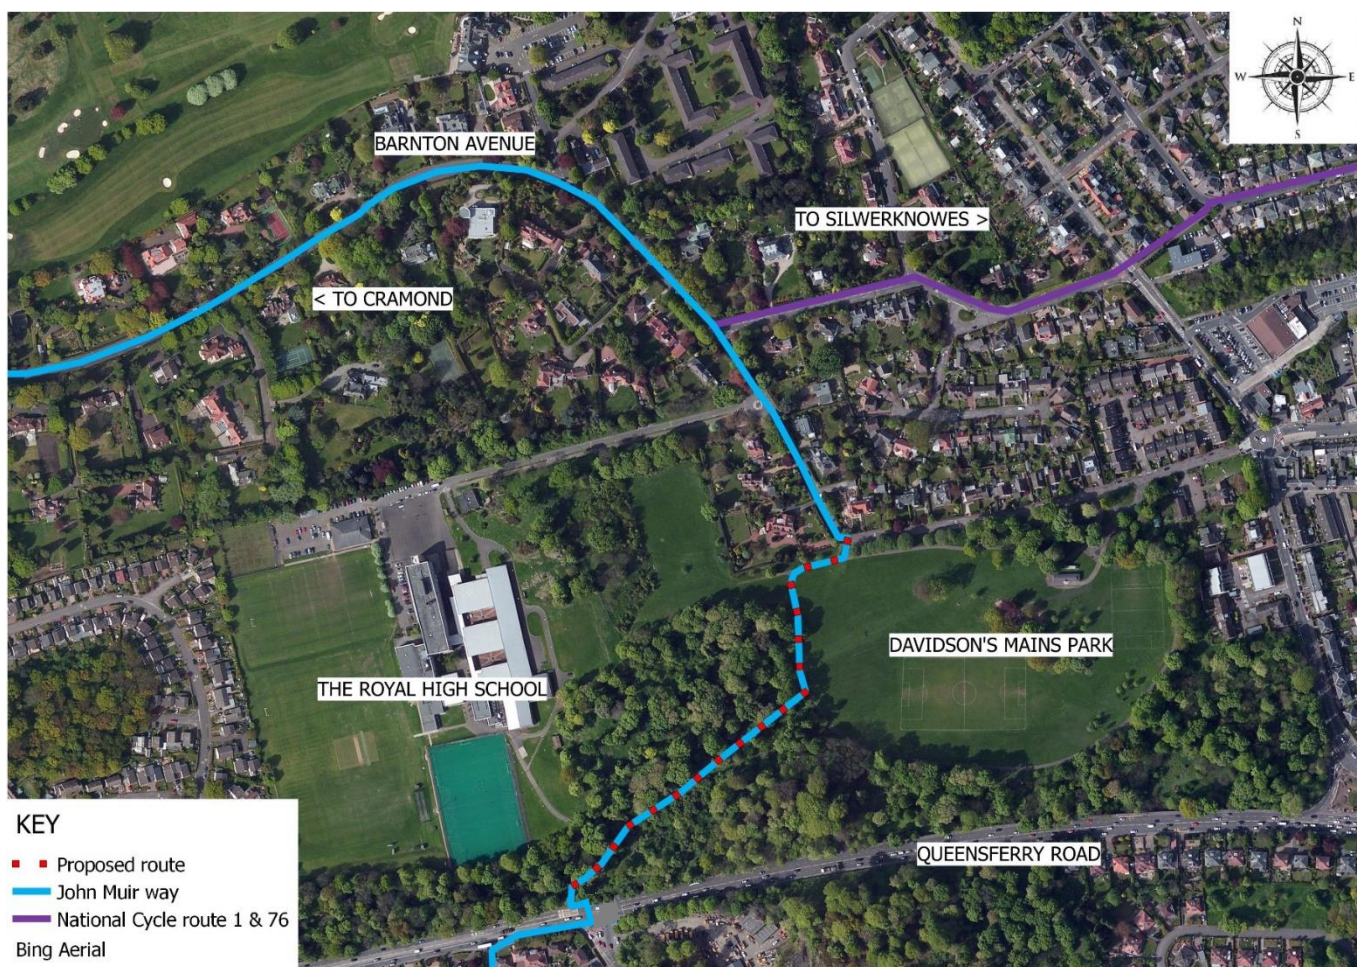 N
W E
S
BARNTON AVENUE
TO SILWERKNOWES >
< TO CRAMOND
DAVIDSON'S MAINS PARK
THE ROYAL HIGH SCHOOL
QUEENSFERRY ROAD
KEY
Proposed route
John Muir way
National Cycle route 1 & 76
Bing Aerial